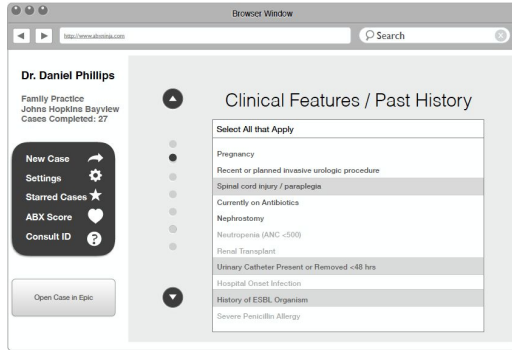 Browser Window
http://www.abxninja.com
Search
Dr. Daniel Phillips
Family Practice
Johns Hopkins Bayview
Cases Completed: 27
New Case
Settings
Starred Cases
ABX Score
Consult ID
?
Open Case in Epic
Clinical Features / Past History
Select All that Apply
Pregnancy
Recent or planned invasive urologic procedure
Spinal cord injury / paraplegia
Currently on Antibiotics
Nephrostomy
Neutropenia (ANC <500)
Renal Transplant
Urinary Catheter Present or Removed <48 hrs
Hospital Onset Infection
History of ESBL Organism
Severe Penicillin Allergy